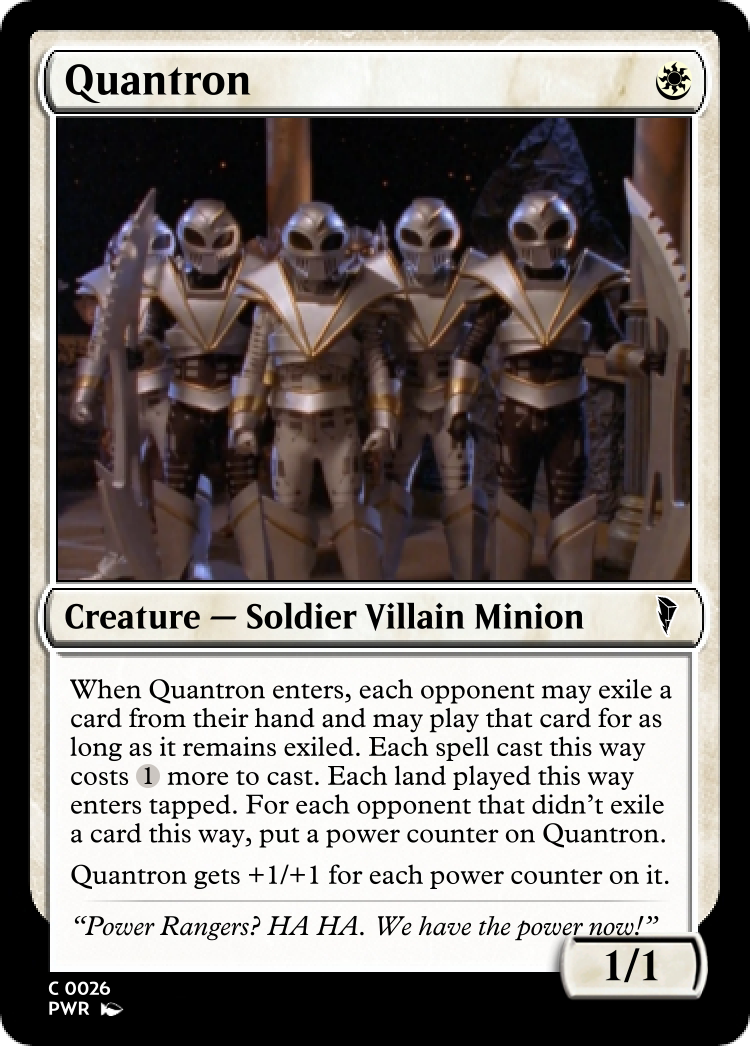 Quantron
Creature — Soldier Villain Minion
When Quantron enters, each opponent may exile a
card from their hand and may play that card for as
long as it remains exiled. Each spell cast this way
costs 1 more to cast. Each land played this way
enters tapped. For each opponent that didn't exile
a card this way, put a power counter on Quantron.
Quantron gets +1/+1 for each power counter on it.
“Power Rangers? HA HA. We have the power now!”
1/1
C 0026
PWR